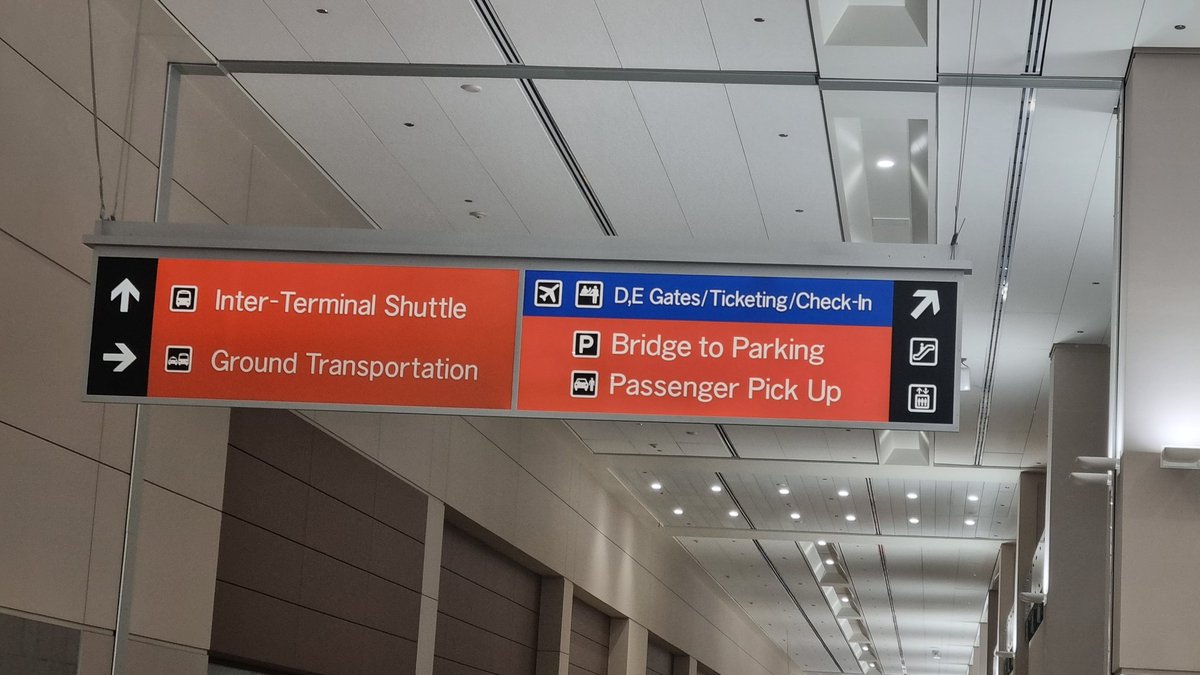 Inter-Terminal Shuttle
Ground Transportation
D,E Gates/Ticketing/Check-In
P Bridge to Parking
Passenger Pick Up